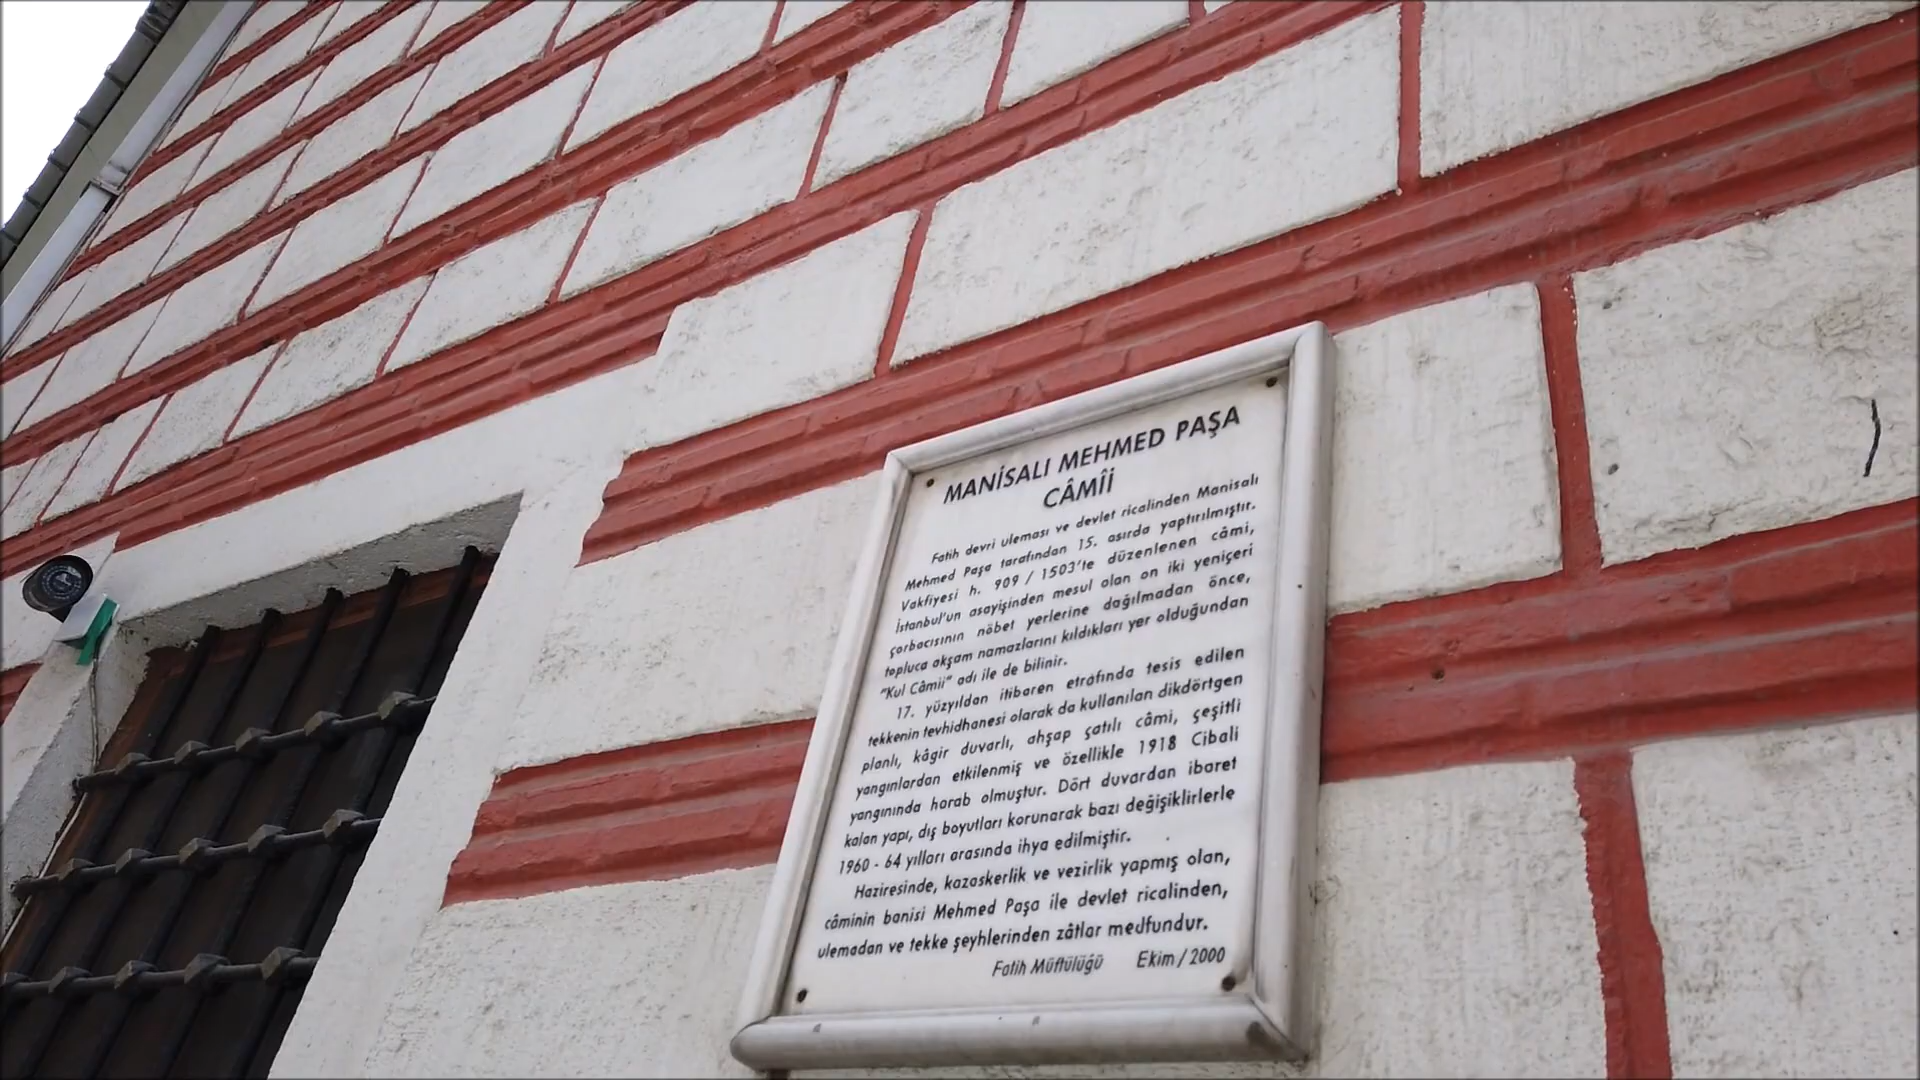 MANİSALI MEHMED PAŞA
CÂMİİ
Fatih devri uleması ve devlet ricalinden Manisalı
Mehmed Paşa tarafından 15. asırda yaptırılmıştır.
Vakfiyesi h. 909 / 1503'te düzenlenen câmi,
İstanbul'un asayişinden mesul olan on iki yeniçeri
çorbacısının nöbet yerlerine dağılmadan önce,
topluca akşam namazlarını kıldıkları yer olduğundan
"Kul Câmii" adı ile de bilinir.
17. yüzyıldan itibaren etrafında tesis edilen
tekkenin tevhidhanesi olarak da kullanılan dikdörtgen
planlı, kâgir duvarlı, ahşap çatılı câmi, çeşitli
yangınlardan etkilenmiş ve özellikle 1918 Cibali
yangınında harab olmuştur. Dört duvardan ibaret
kalan yapı, dış boyutları korunarak bazı değişiklirlerle
1960 - 64 yılları arasında ihya edilmiştir.
Haziresinde, kazaskerlik ve vezirlik yapmış olan,
câminin banisi Mehmed Paşa ile devlet ricalinden,
ulemadan ve tekke şeyhlerinden zâtlar medfundur.
Fatih Müftülüğü Ekim / 2000